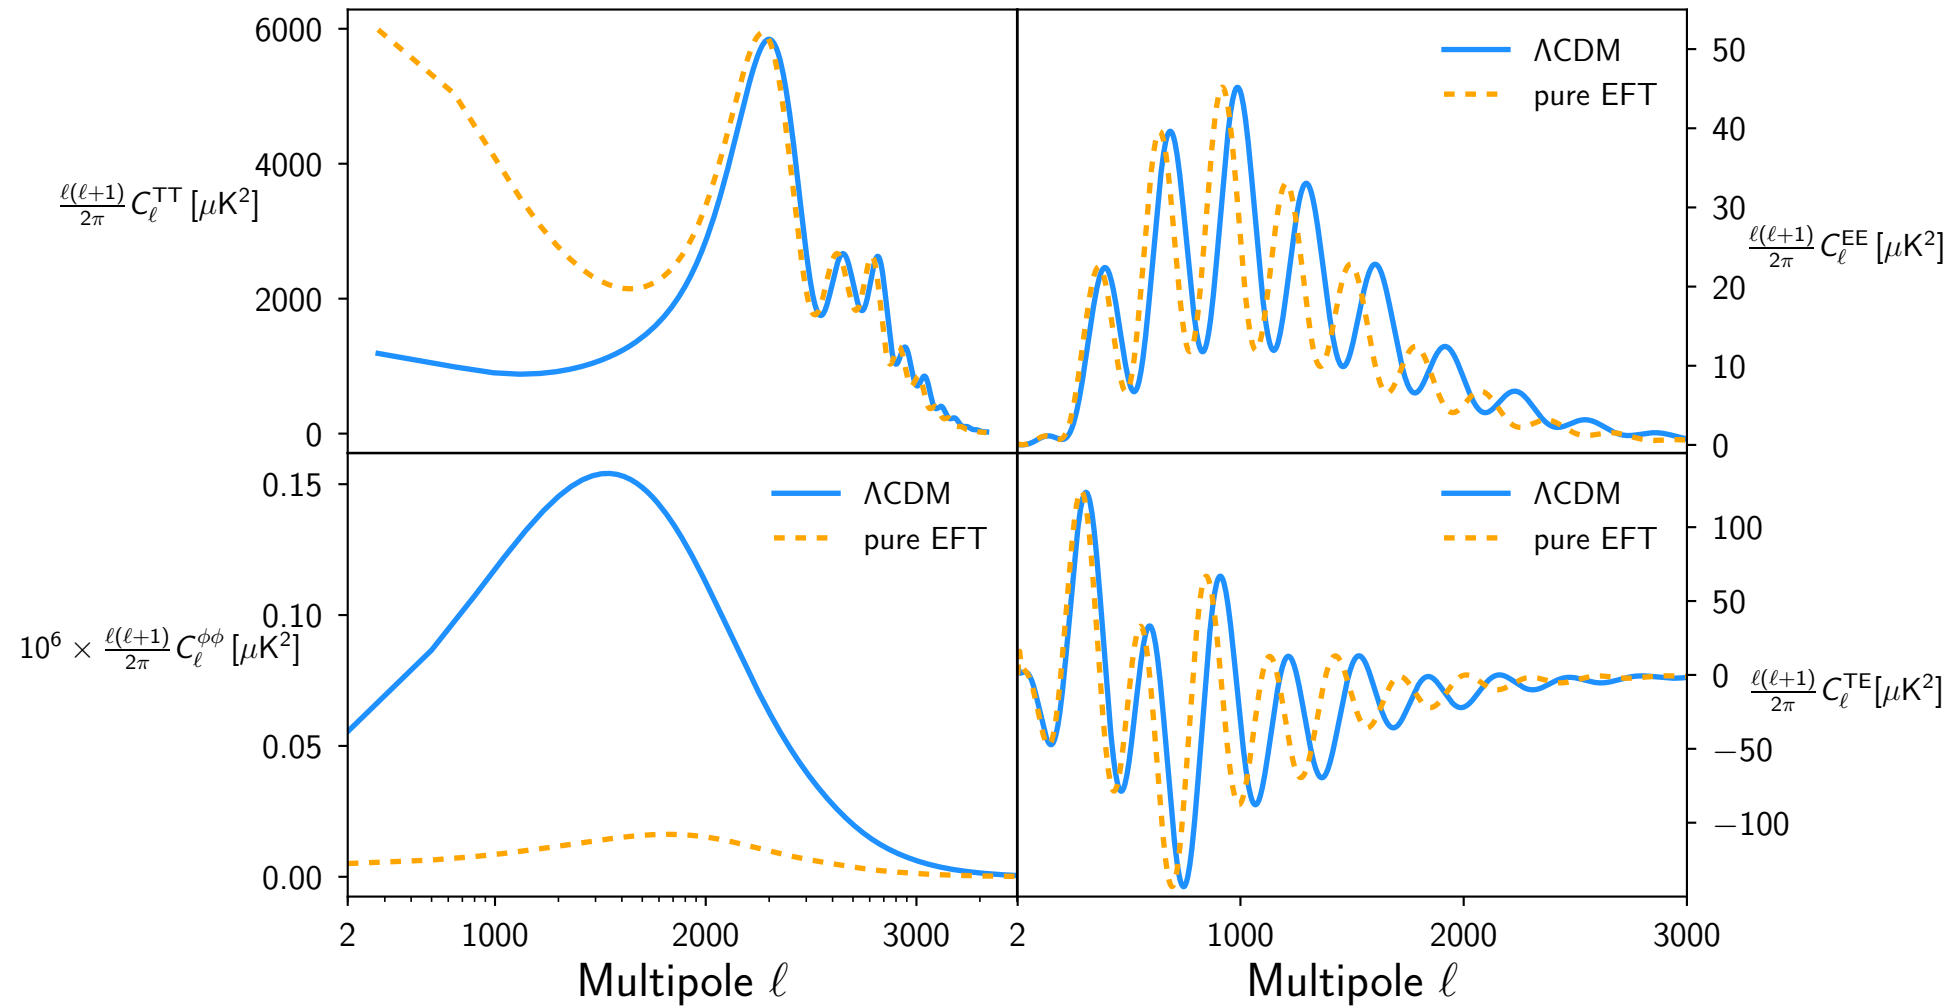 6000
4000
2000
0
ℓ(ℓ+1)/2π C_ℓ^TT [μK²]
ΛCDM
pure EFT
50
40
30
20
10
0
ℓ(ℓ+1)/2π C_ℓ^EE [μK²]
0.15
0.10
0.05
0.00
10⁶ × ℓ(ℓ+1)/2π C_ℓ^ϕϕ [μK²]
ΛCDM
pure EFT
2
1000
2000
3000
Multipole ℓ
ΛCDM
pure EFT
100
50
0
−50
−100
ℓ(ℓ+1)/2π C_ℓ^TE [μK²]
2
1000
2000
3000
Multipole ℓ